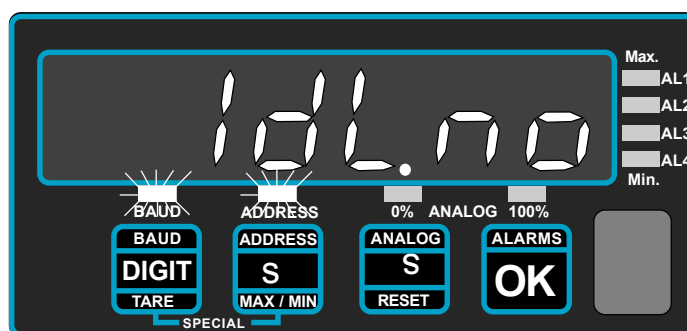 Max.
1dL.no
AL1
AL2
AL3
AL4
Min.
BAUD ADDRESS 0% ANALOG 100%
BAUD ADDRESS ANALOG ALARMS
DIGIT S S OK
TARE MAX / MIN RESET
SPECIAL